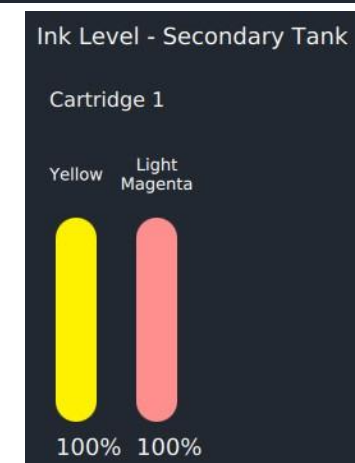 Ink Level - Secondary Tank
Cartridge 1
Yellow
Light
Magenta
100% 100%